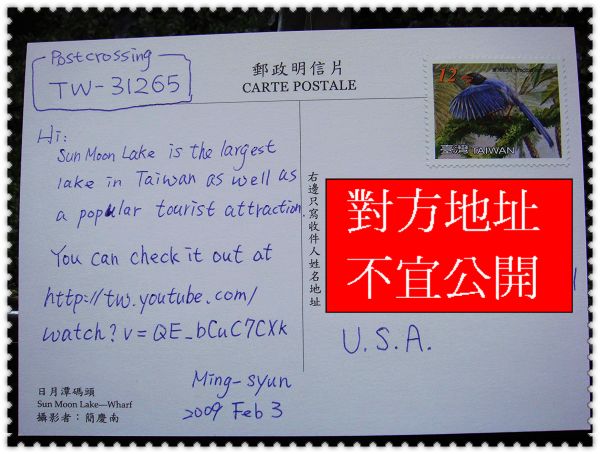 Postcrossing
TW-31265
郵政明信片
CARTE POSTALE
12
臺灣 TAIWAN
Hi:
Sun Moon Lake is the largest
lake in Taiwan as well as
a popular tourist attraction.
You can check it out at
http://tw.youtube.com/
watch?v=QE_bCuC7CXk
Ming-syun
2009 Feb 3
右邊只寫收件人姓名地址
對方地址
不宜公開
U.S.A.
日月潭碼頭
Sun Moon Lake—Wharf
攝影者：簡慶南